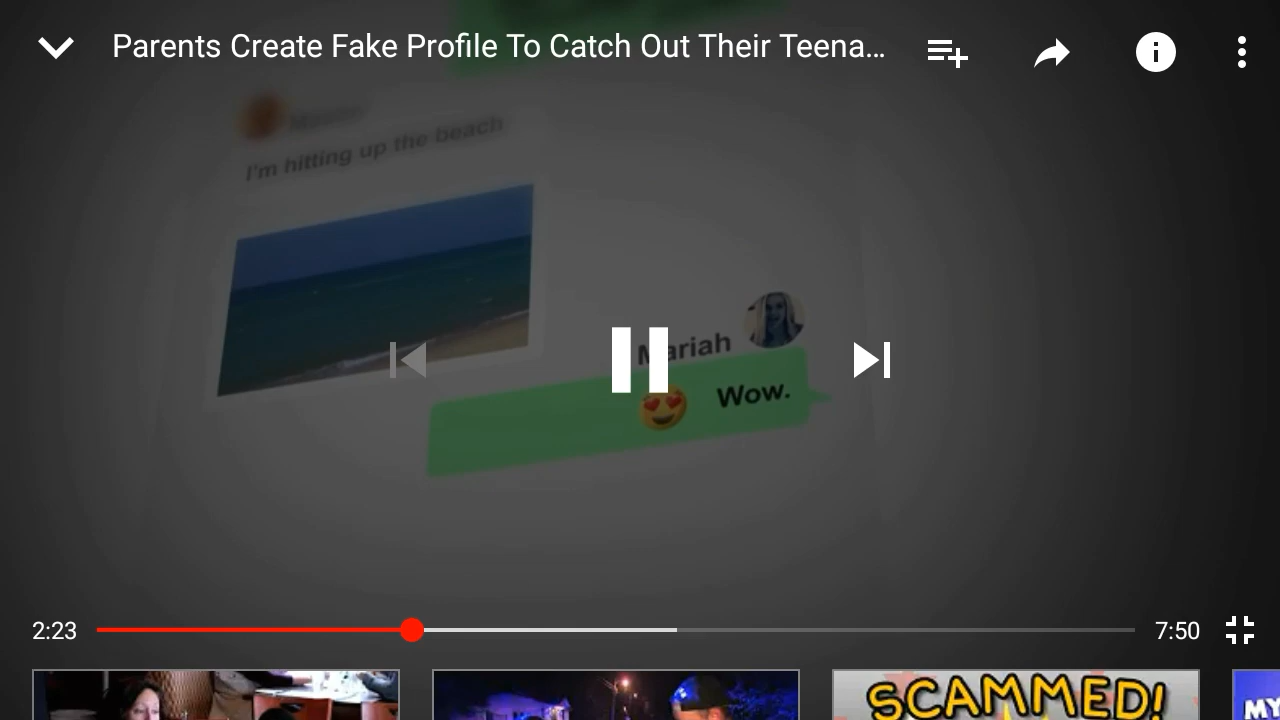 Parents Create Fake Profile To Catch Out Their Teena...
I'm hitting up the beach
Mariah
Wow.
2:23
7:50
SCAMMED!
MY